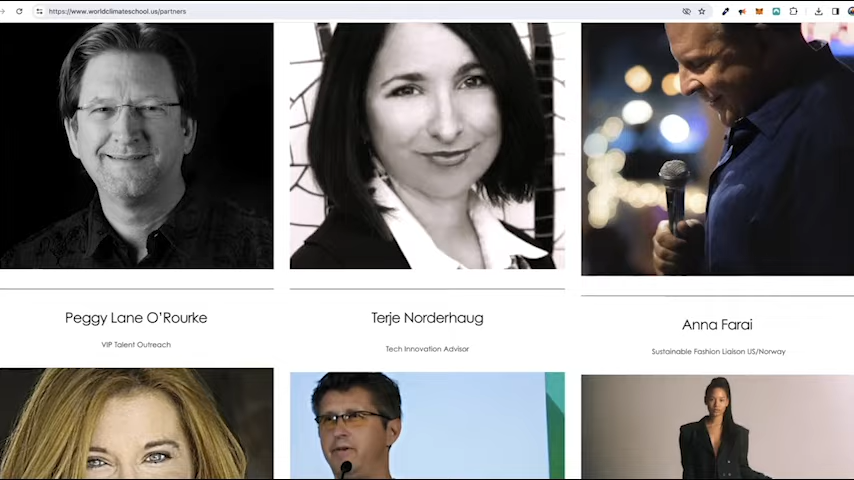 https://www.worldclimateschool.us/partners
Peggy Lane O'Rourke
VIP Talent Outreach
Terje Norderhaug
Tech Innovation Advisor
Anna Farai
Sustainable Fashion Liaison US/Norway